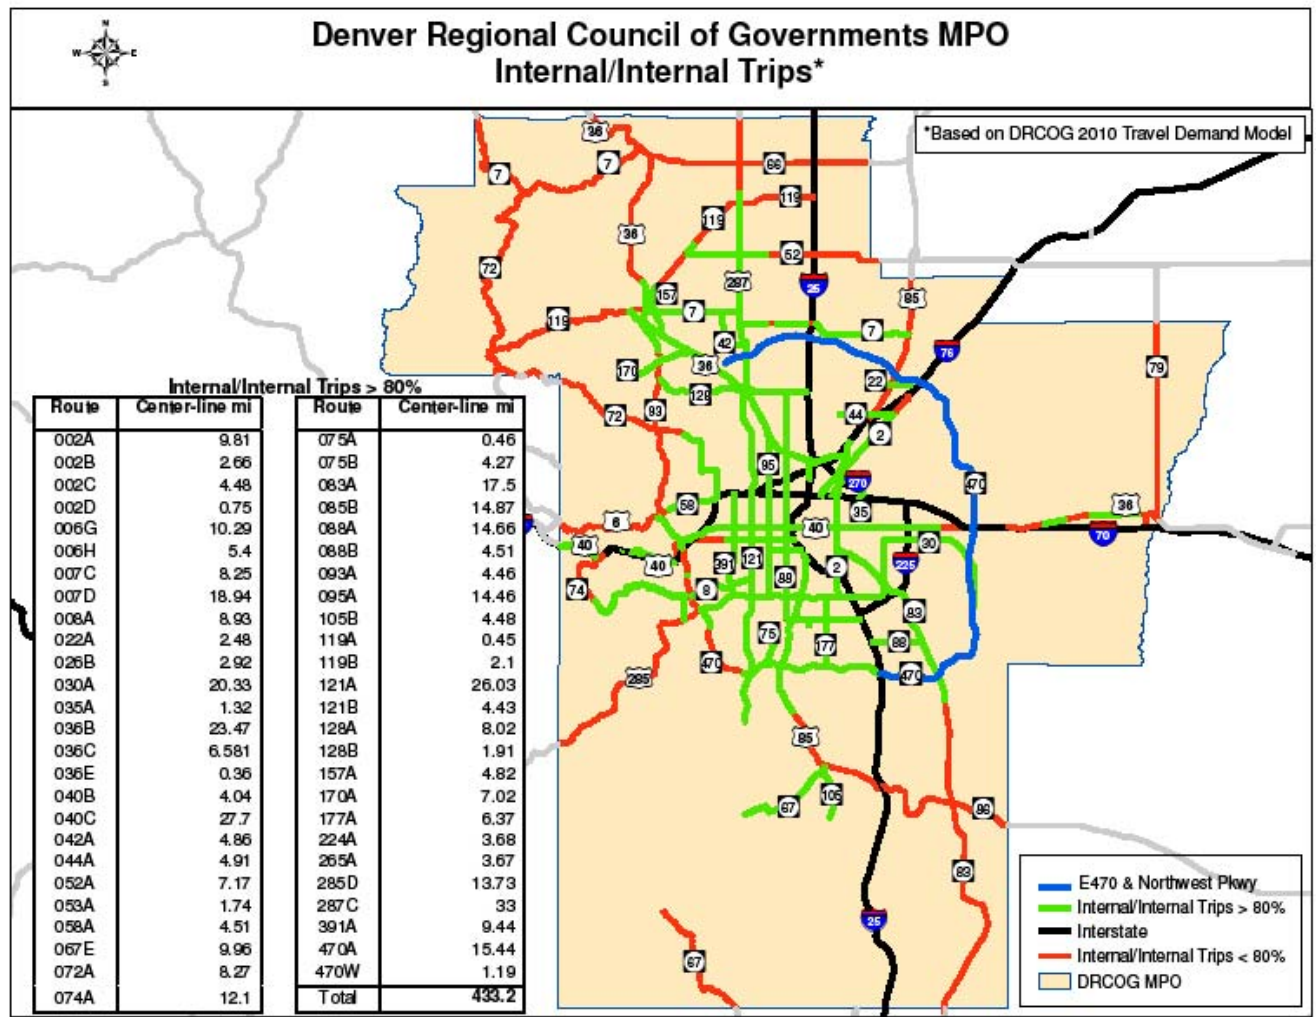 Denver Regional Council of Governments MPO
Internal/Internal Trips*
N
W E
S
*Based on DRCOG 2010 Travel Demand Model
36
7
7
66
119
119
36
52
72
287
25
157
85
119
7
7
42
36
76
79
170
128
22
72
93
44
2
95
270
470
58
35
36
6
40
40
30
70
40
391
121
225
88
2
74
8
83
75
177
88
470
470
285
85
67
105
86
83
25
67
Internal/Internal Trips > 80%
Route Center-line mi Route Center-line mi
002A 9.81 075A 0.46
002B 2.66 075B 4.27
002C 4.48 083A 17.5
002D 0.75 085B 14.87
006G 10.29 088A 14.66
006H 5.4 088B 4.51
007C 8.25 093A 4.46
007D 18.94 095A 14.46
008A 8.93 105B 4.48
022A 2.48 119A 0.45
026B 2.92 119B 2.1
030A 20.33 121A 26.03
035A 1.32 121B 4.43
036B 23.47 128A 8.02
036C 6.581 128B 1.91
036E 0.36 157A 4.82
040B 4.04 170A 7.02
040C 27.7 177A 6.37
042A 4.86 224A 3.68
044A 4.91 265A 3.67
052A 7.17 285D 13.73
053A 1.74 287C 33
058A 4.51 391A 9.44
067E 9.96 470A 15.44
072A 8.27 470W 1.19
074A 12.1 Total 433.2
E470 & Northwest Pkwy
Internal/Internal Trips > 80%
Interstate
Internal/Internal Trips < 80%
DRCOG MPO